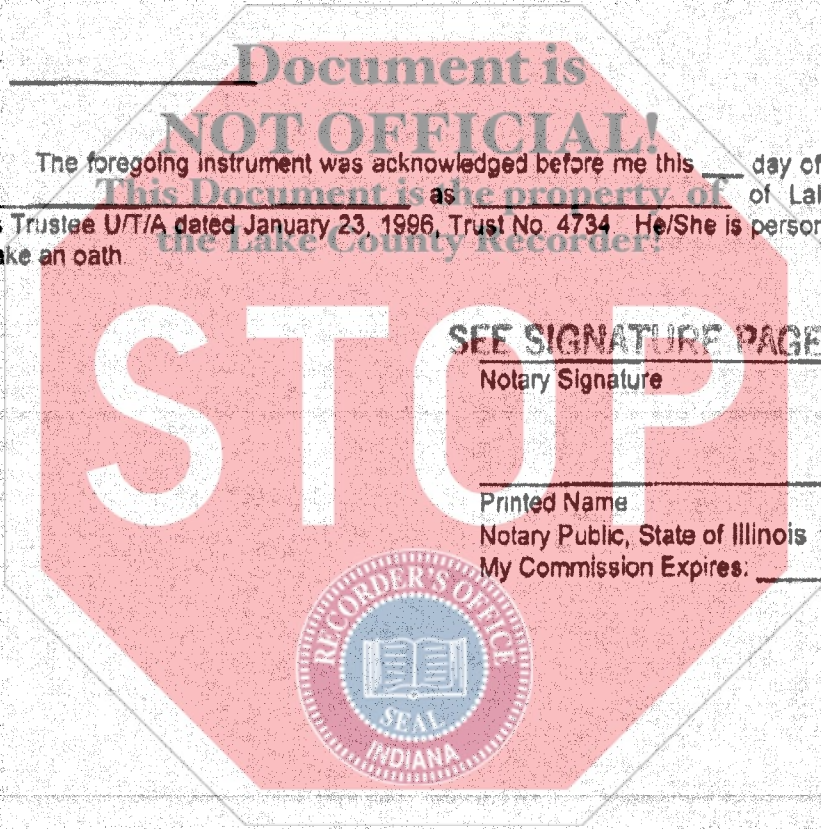 Document is
NOT OFFICIAL!
The foregoing instrument was acknowledged before me this ___ day of
This Document is the property of
as of Lak
s Trustee U/T/A dated January 23, 1996, Trust No. 4734 He/She is person
the Lake County Recorder!
ake an oath
STOP
SEE SIGNATURE PAGE
Notary Signature
Printed Name
Notary Public, State of Illinois
My Commission Expires:
RECORDER'S OFFICE
SEAL
INDIANA